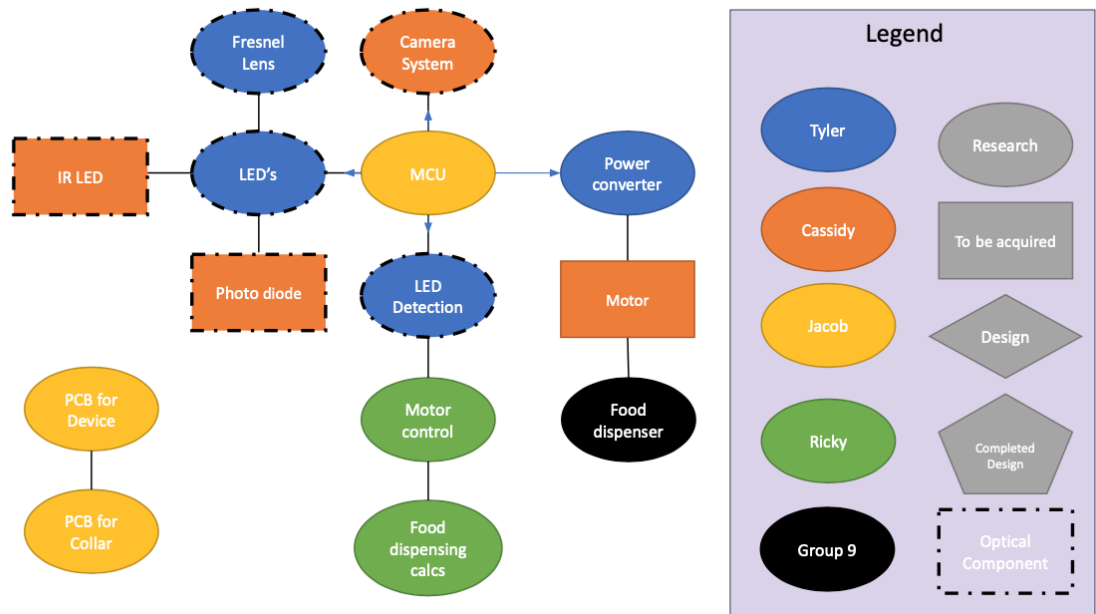 Fresnel
Lens
Camera
System
IR LED
LED's
MCU
Power
converter
Photo diode
LED
Detection
Motor
PCB for
Device
Motor
control
Food
dispenser
PCB for
Collar
Food
dispensing
calcs
Legend
Tyler
Research
Cassidy
To be acquired
Jacob
Design
Ricky
Completed
Design
Group 9
Optical
Component